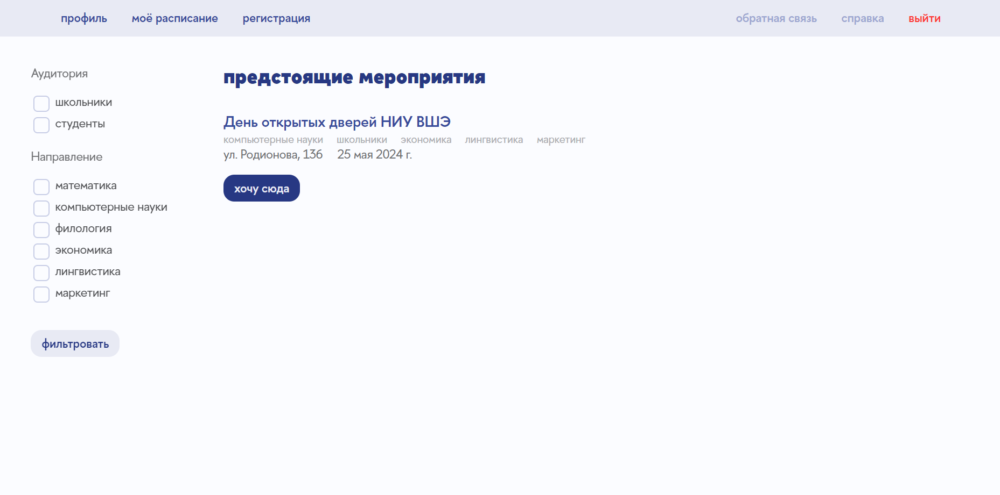 профиль моё расписание регистрация обратная связь справка выйти
Аудитория
школьники
студенты
Направление
математика
компьютерные науки
филология
экономика
лингвистика
маркетинг
фильтровать
предстоящие мероприятия
День открытых дверей НИУ ВШЭ
компьютерные науки школьники экономика лингвистика маркетинг
ул. Родионова, 136 25 мая 2024 г.
хочу сюда